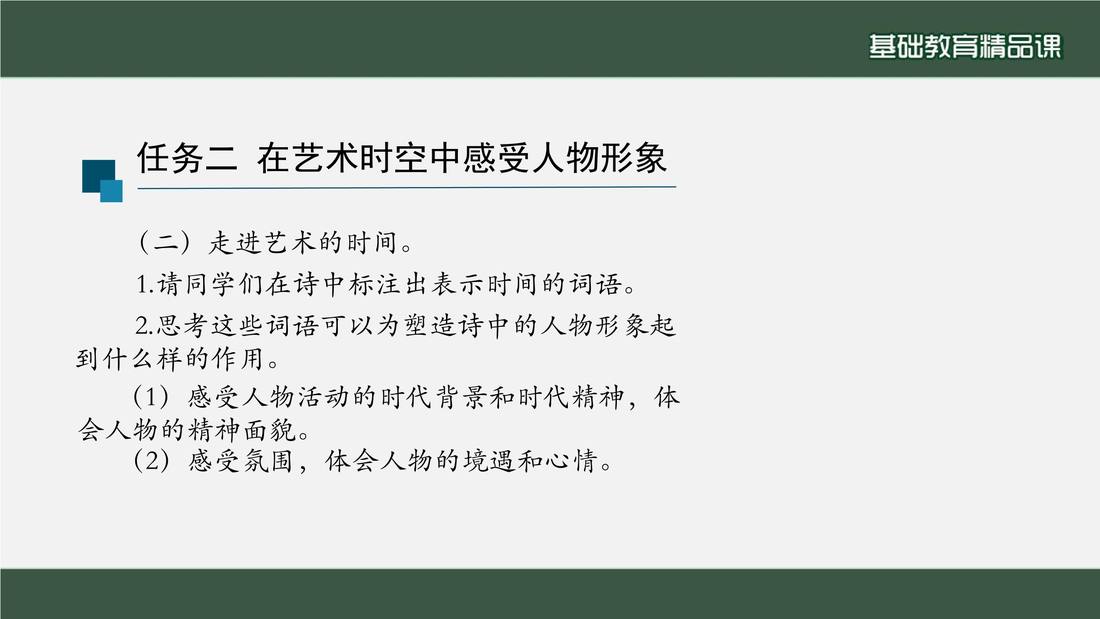 基础教育精品课
任务二 在艺术时空中感受人物形象
（二）走进艺术的时间。
1.请同学们在诗中标注出表示时间的词语。
2.思考这些词语可以为塑造诗中的人物形象起
到什么样的作用。
（1）感受人物活动的时代背景和时代精神，体
会人物的精神面貌。
（2）感受氛围，体会人物的境遇和心情。